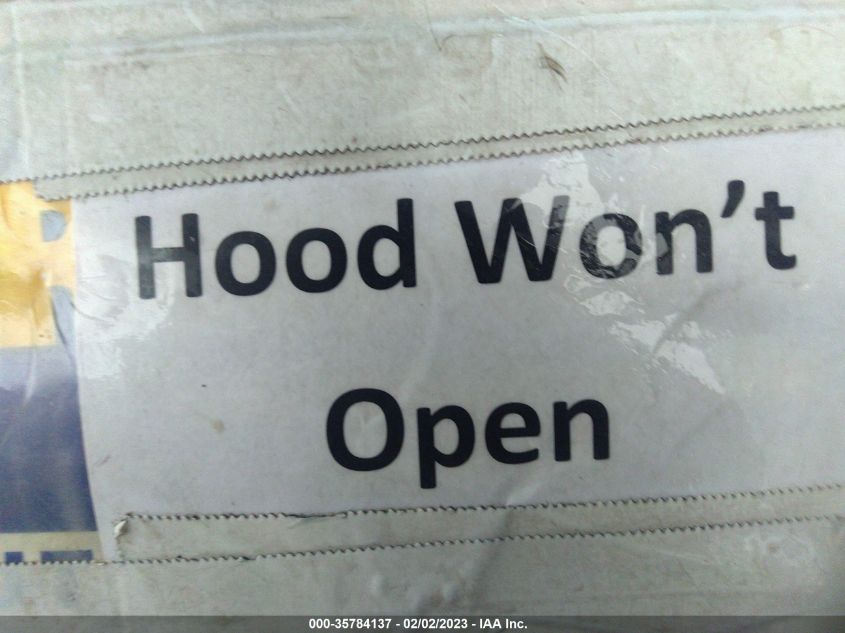 Hood Won’t
Open
000-35784137 - 02/02/2023 - IAA Inc.